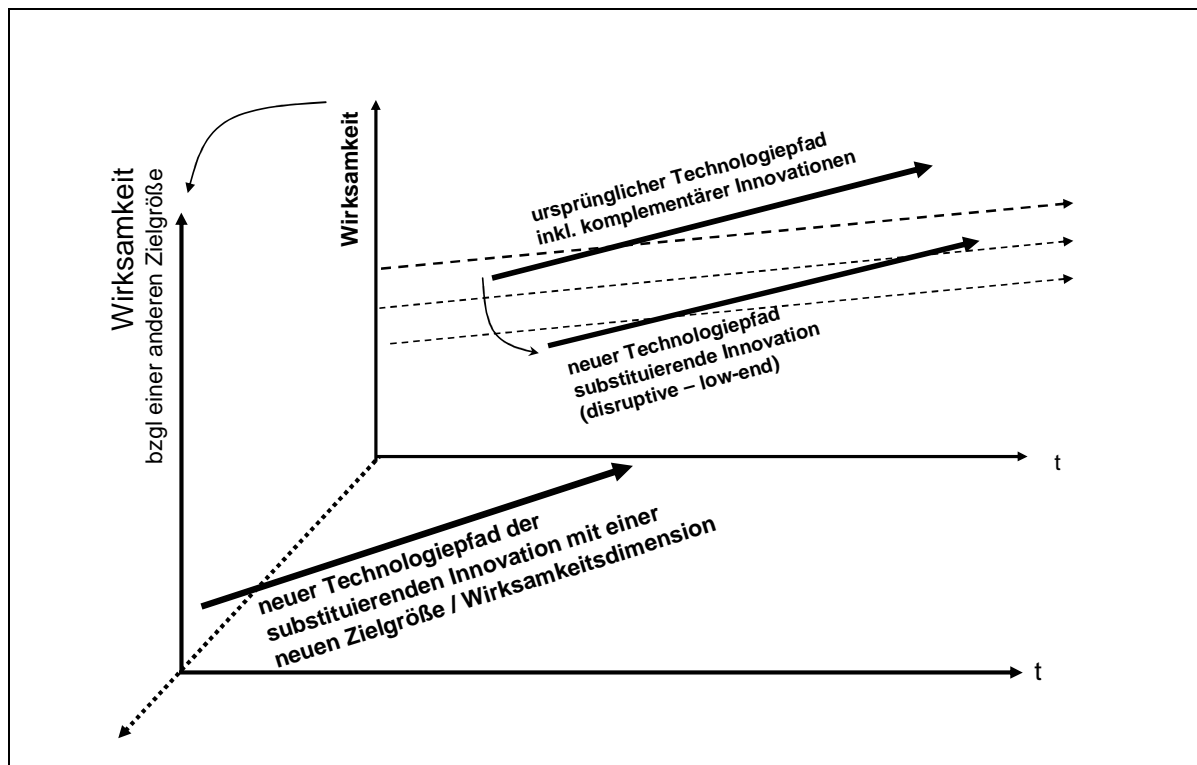 Wirksamkeit
ursprünglicher Technologiepfad
inkl. komplementärer Innovationen
Wirksamkeit
bzgl einer anderen Zielgröße
neuer Technologiepfad
substituierende Innovation
(disruptive – low-end)
t
neuer Technologiepfad der
substituierenden Innovation mit einer
neuen Zielgröße / Wirksamkeitsdimension
t